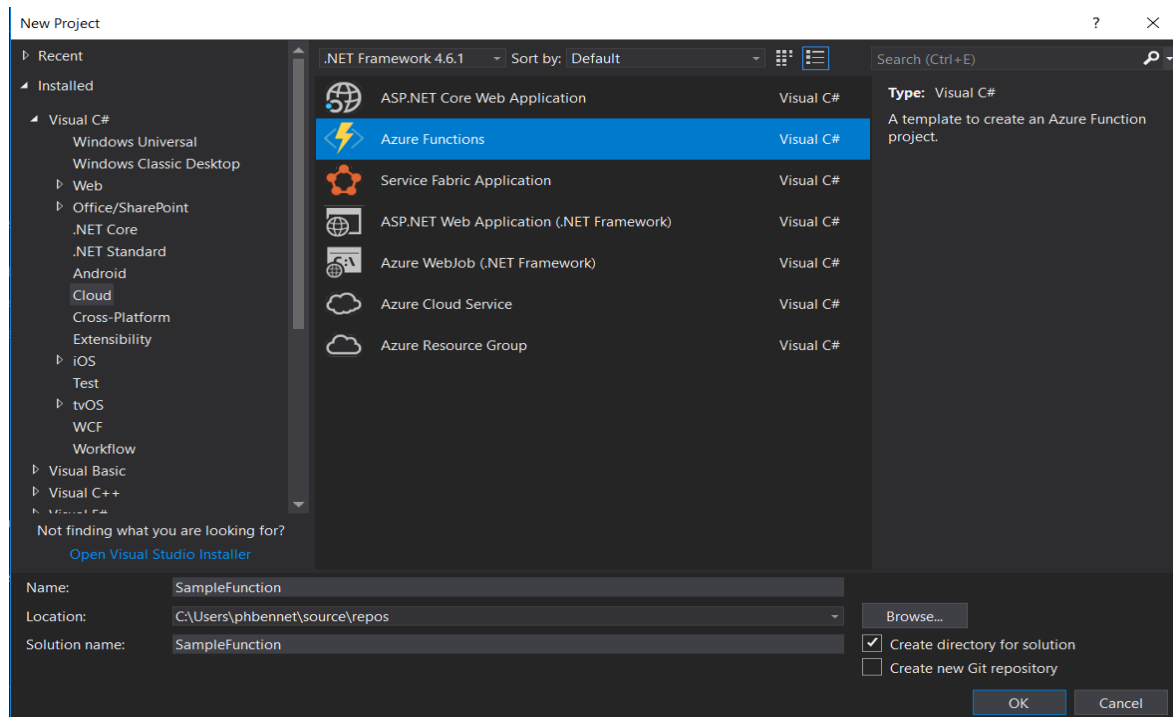 New Project
?
Recent
Installed
Visual C#
Windows Universal
Windows Classic Desktop
Web
Office/SharePoint
.NET Core
.NET Standard
Android
Cloud
Cross-Platform
Extensibility
iOS
Test
tvOS
WCF
Workflow
Visual Basic
Visual C++
Not finding what you are looking for?
Open Visual Studio Installer
.NET Framework 4.6.1 Sort by: Default
ASP.NET Core Web Application Visual C#
Azure Functions Visual C#
Service Fabric Application Visual C#
ASP.NET Web Application (.NET Framework) Visual C#
Azure WebJob (.NET Framework) Visual C#
Azure Cloud Service Visual C#
Azure Resource Group Visual C#
Search (Ctrl+E)
Type: Visual C#
A template to create an Azure Function
project.
Name: SampleFunction
Location: C:\Users\phbennet\source\repos
Browse...
Solution name: SampleFunction
Create directory for solution
Create new Git repository
OK Cancel